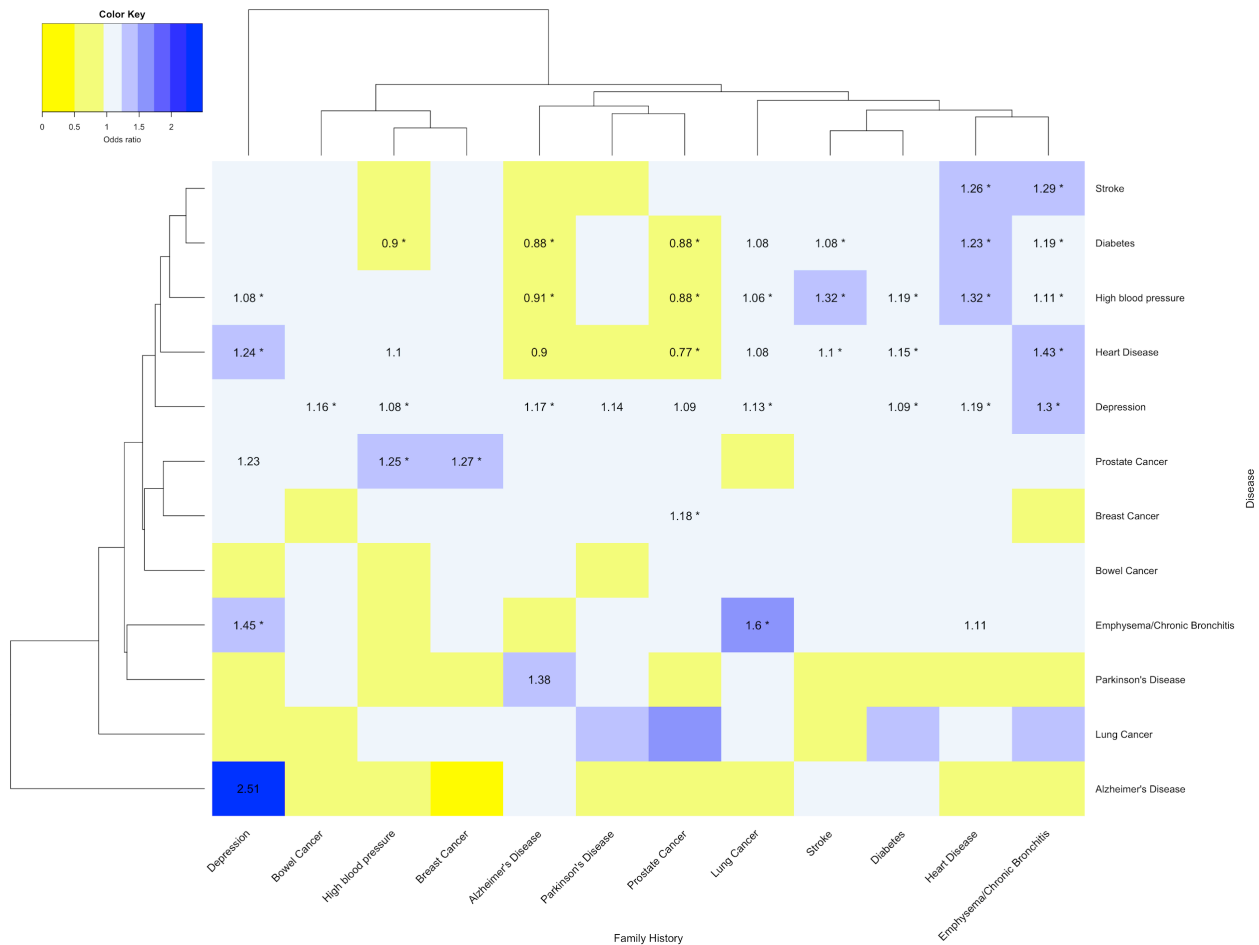 Color Key
0 0.5 1 1.5 2
Odds ratio
1.26 * 1.29 * Stroke
0.9 * 0.88 * 0.88 * 1.08 1.08 * 1.23 * 1.19 * Diabetes
1.08 * 0.91 * 0.88 * 1.06 * 1.32 * 1.19 * 1.32 * 1.11 * High blood pressure
1.24 * 1.1 0.9 0.77 * 1.08 1.1 * 1.15 * 1.43 * Heart Disease
1.16 * 1.08 * 1.17 * 1.14 1.09 1.13 * 1.09 * 1.19 * 1.3 * Depression
1.23 1.25 * 1.27 * Prostate Cancer
Disease
1.18 * Breast Cancer
Bowel Cancer
1.45 * 1.6 * 1.11 Emphysema/Chronic Bronchitis
1.38 Parkinson's Disease
Lung Cancer
2.51 Alzheimer's Disease
Depression
Bowel Cancer
High blood pressure
Breast Cancer
Alzheimer's Disease
Parkinson's Disease
Prostate Cancer
Lung Cancer
Stroke
Diabetes
Heart Disease
Emphysema/Chronic Bronchitis
Family History